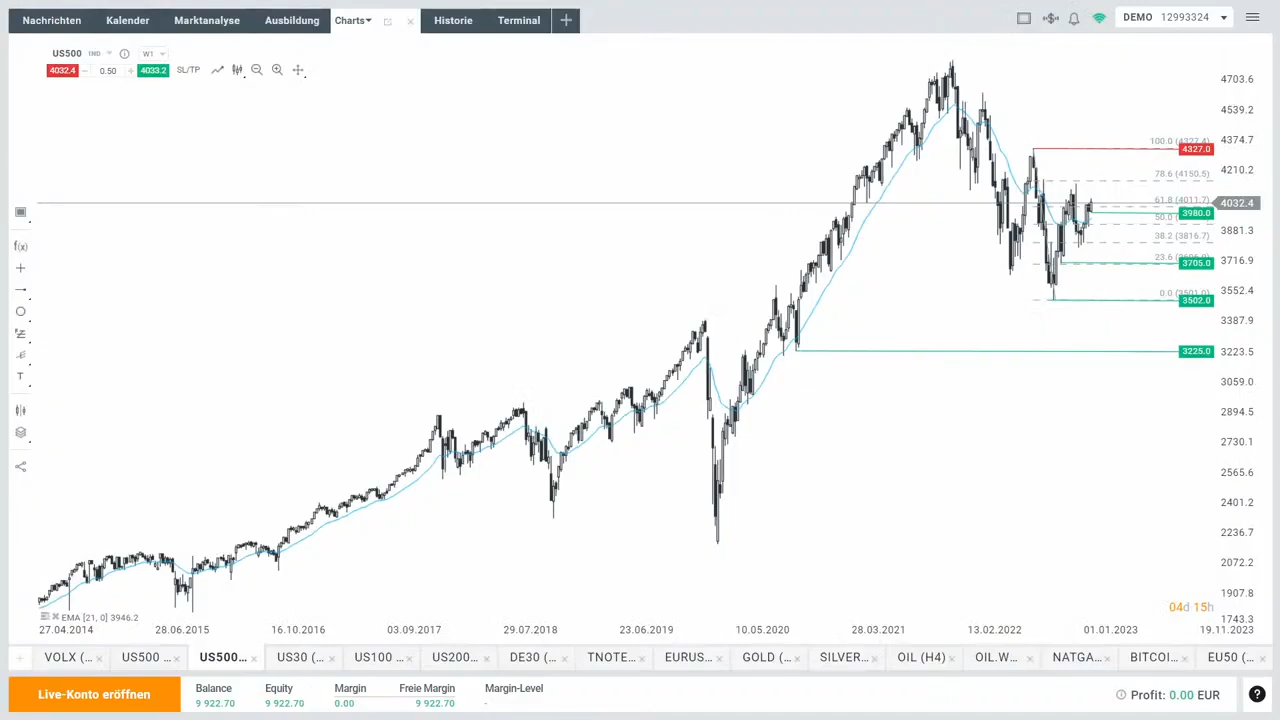 Nachrichten Kalender Marktanalyse Ausbildung Charts Historie Terminal
DEMO 12993324
US500 IND W1
4032.4 0.50 4033.2 SL/TP
4703.6
4539.2
4374.7
4210.2
4032.4
3881.3
3716.9
3552.4
3387.9
3223.5
3059.0
2894.5
2730.1
2565.6
2401.2
2236.7
2072.2
1907.8
1743.3
100.0 (4327.4)
4327.0
78.6 (4150.5)
61.8 (4011.7)
3980.0
50.0
38.2 (3816.7)
23.6
3705.0
0.0 (3501.0)
3502.0
3225.0
f(x)
T
04d 15h
EMA [21, 0] 3946.2
27.04.2014 28.06.2015 16.10.2016 03.09.2017 29.07.2018 23.06.2019 10.05.2020 28.03.2021 13.02.2022 01.01.2023 19.11.2023
VOLX (... US500 ... US500... US30 (... US100 ... US200... DE30 (... TNOTE... EURUS... GOLD (... SILVER... OIL (H4) OIL.W... NATGA... BITCOI... EU50 (...
Live-Konto eröffnen
Balance Equity Margin Freie Margin Margin-Level
9 922.70 9 922.70 0.00 9 922.70 -
Profit: 0.00 EUR